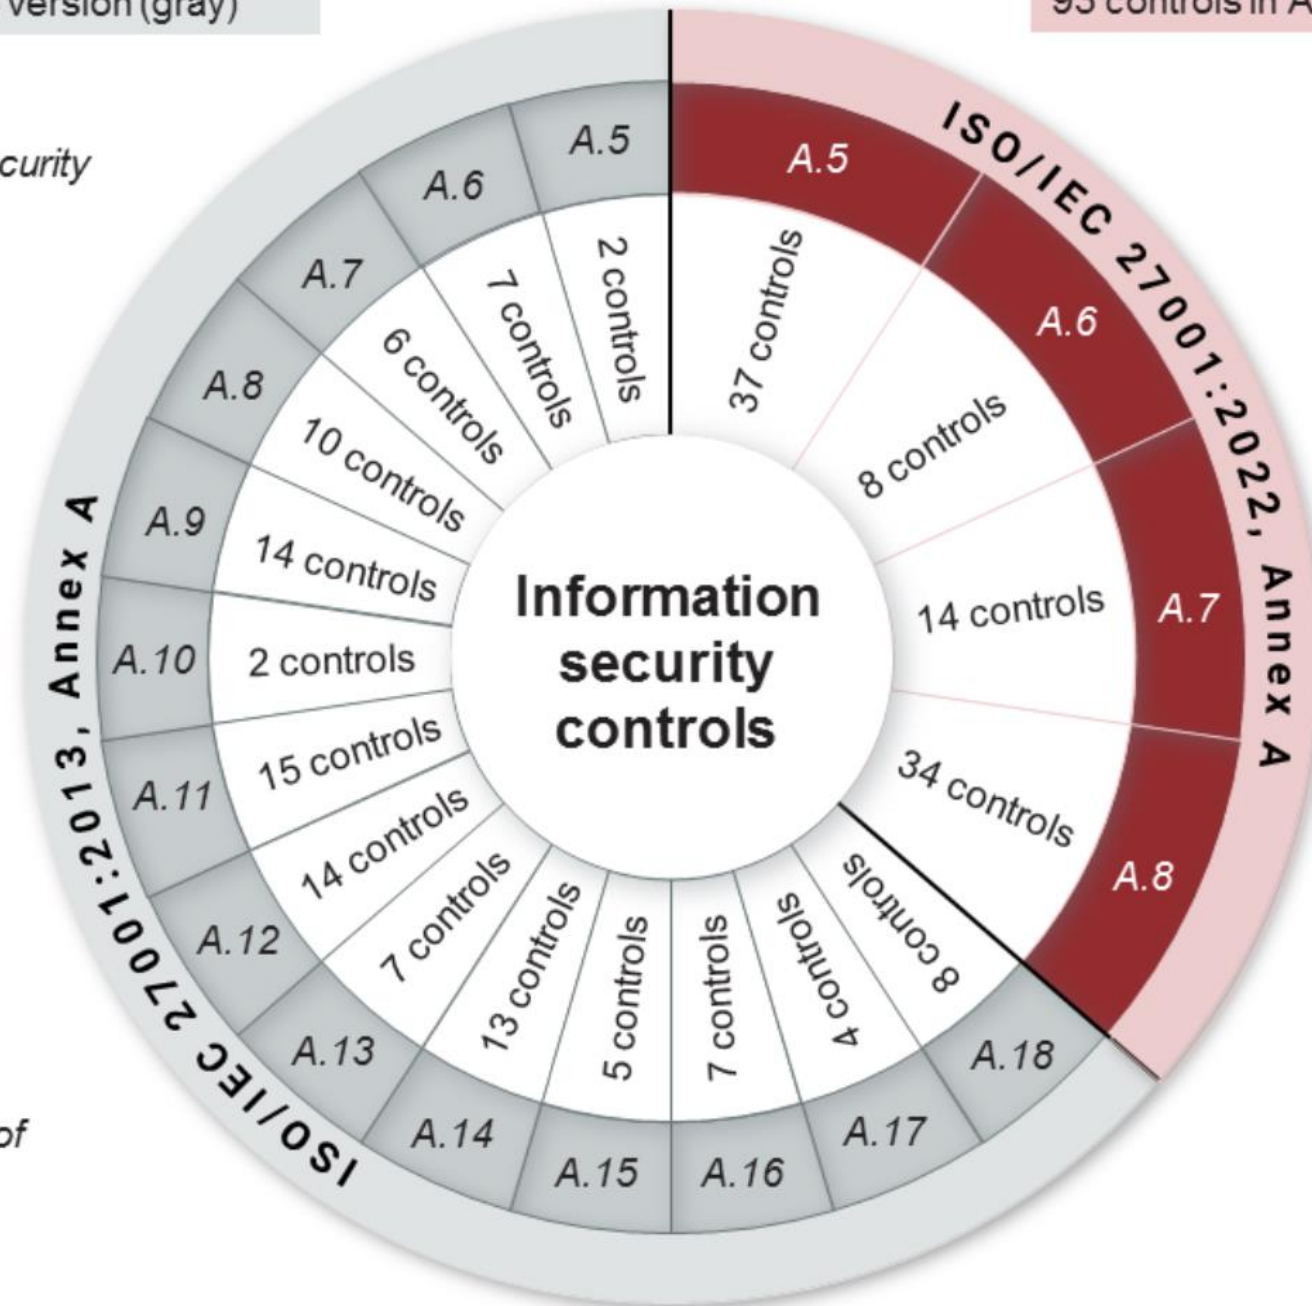 version (gray)
93 controls in A
curity
of
ISO/IEC 27001:2022, Annex A
A.5
37 controls
A.6
8 controls
A.7
14 controls
A.8
34 controls
ISO/IEC 27001:2013, Annex A
A.5
2 controls
A.6
7 controls
A.7
6 controls
A.8
10 controls
A.9
14 controls
A.10
2 controls
A.11
15 controls
A.12
14 controls
A.13
7 controls
A.14
13 controls
A.15
5 controls
A.16
7 controls
A.17
4 controls
A.18
8 controls
Information
security
controls